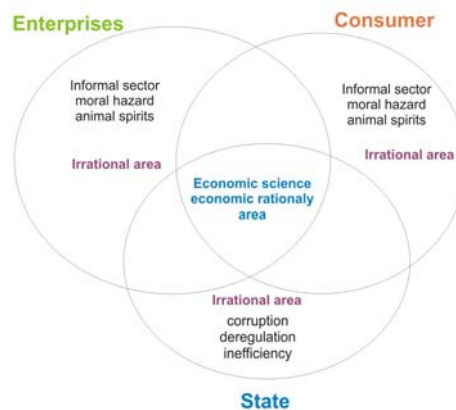 Enterprises
Consumer
Informal sector
moral hazard
animal spirits
Irrational area
Informal sector
moral hazard
animal spirits
Irrational area
Economic science
economic rationaly
area
Irrational area
corruption
deregulation
inefficiency
State